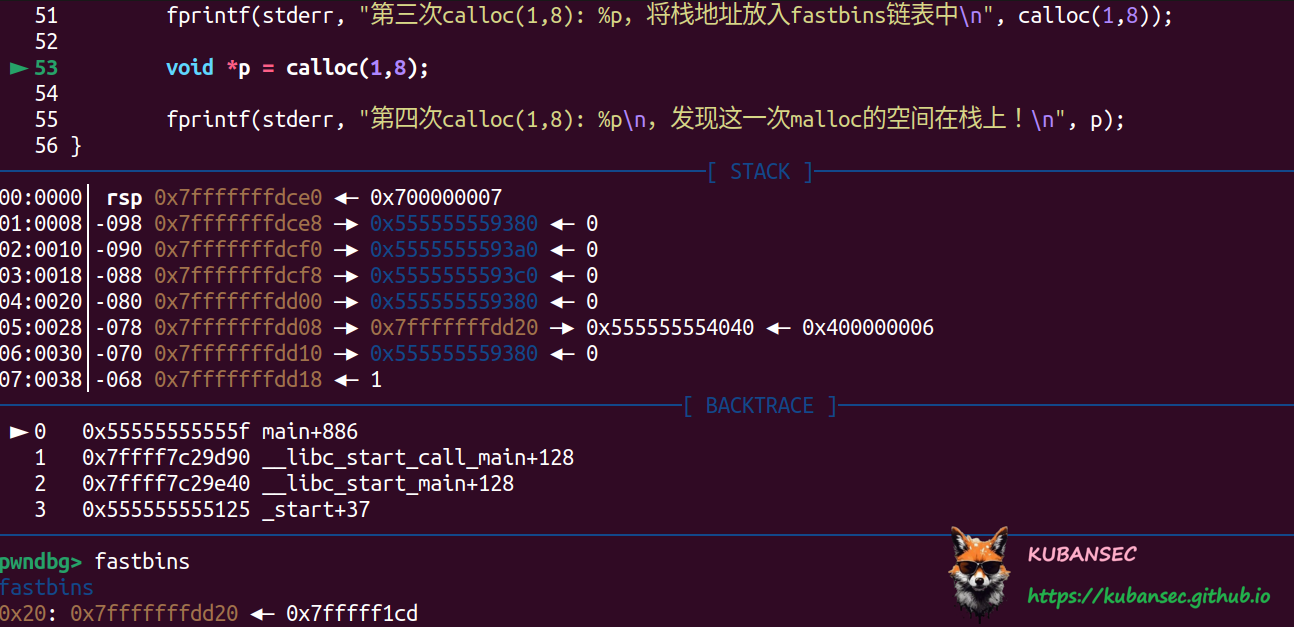 51 fprintf(stderr, "第三次calloc(1,8): %p，将栈地址放入fastbins链表中\n", calloc(1,8));
52
► 53 void *p = calloc(1,8);
54
55 fprintf(stderr, "第四次calloc(1,8): %p\n，发现这一次malloc的空间在栈上！\n", p);
56 }
[ STACK ]
00:0000│ rsp 0x7fffffffdce0 ◂— 0x700000007
01:0008│-098 0x7fffffffdce8 —▸ 0x555555559380 ◂— 0
02:0010│-090 0x7fffffffdcf0 —▸ 0x5555555593a0 ◂— 0
03:0018│-088 0x7fffffffdcf8 —▸ 0x5555555593c0 ◂— 0
04:0020│-080 0x7fffffffdd00 —▸ 0x555555559380 ◂— 0
05:0028│-078 0x7fffffffdd08 —▸ 0x7fffffffdd20 —▸ 0x555555554040 ◂— 0x400000006
06:0030│-070 0x7fffffffdd10 —▸ 0x555555559380 ◂— 0
07:0038│-068 0x7fffffffdd18 ◂— 1
[ BACKTRACE ]
► 0 0x55555555555f main+886
1 0x7ffff7c29d90 __libc_start_call_main+128
2 0x7ffff7c29e40 __libc_start_main+128
3 0x555555555125 _start+37
pwndbg> fastbins
fastbins
0x20: 0x7fffffffdd20 ◂— 0x7fffff1cd
KUBANSEC
https://kubansec.github.io